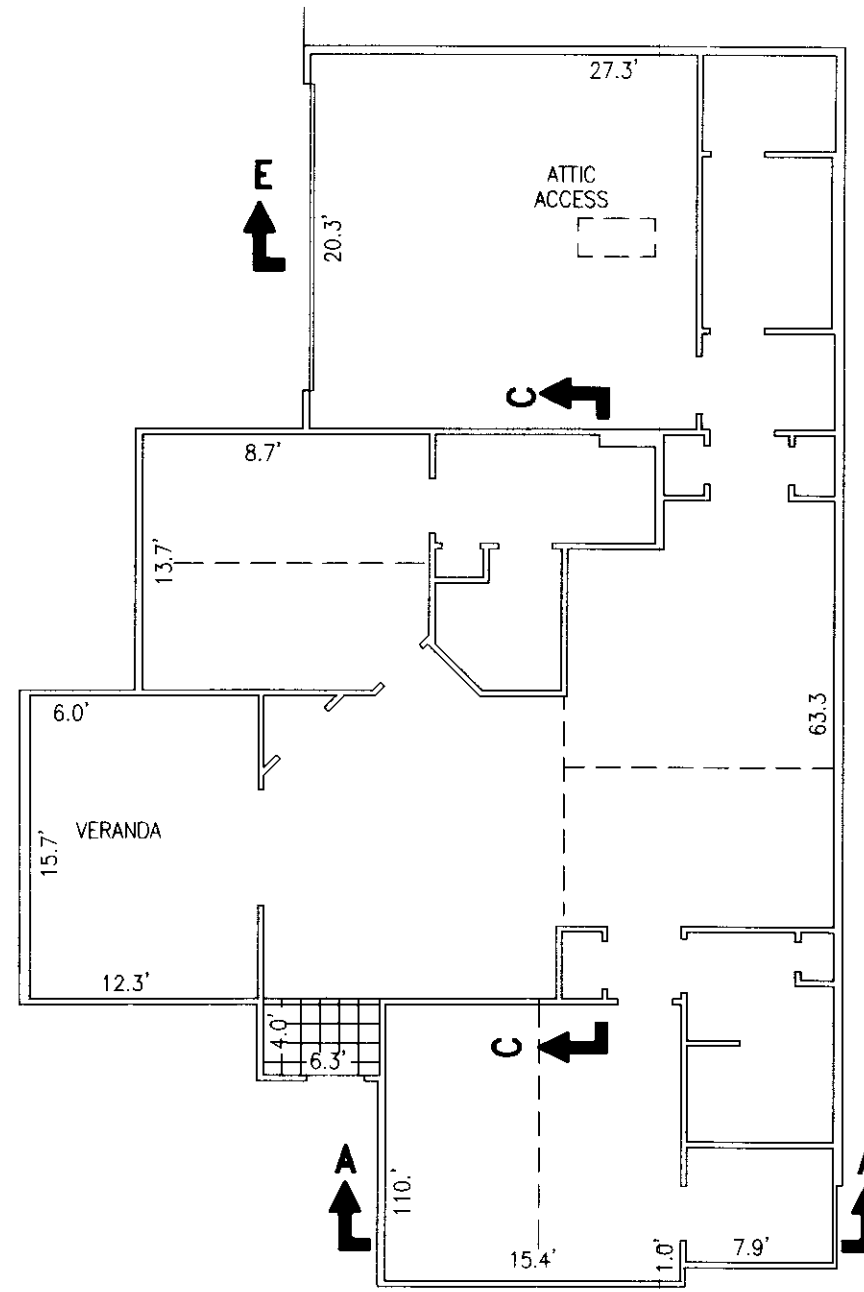 27.3'
E
ATTIC
ACCESS
20.3'
C
8.7'
13.7'
6.0'
63.3
VERANDA
15.7'
12.3'
4.0'
6.3'
C
A
110.'
15.4'
1.0'
7.9'